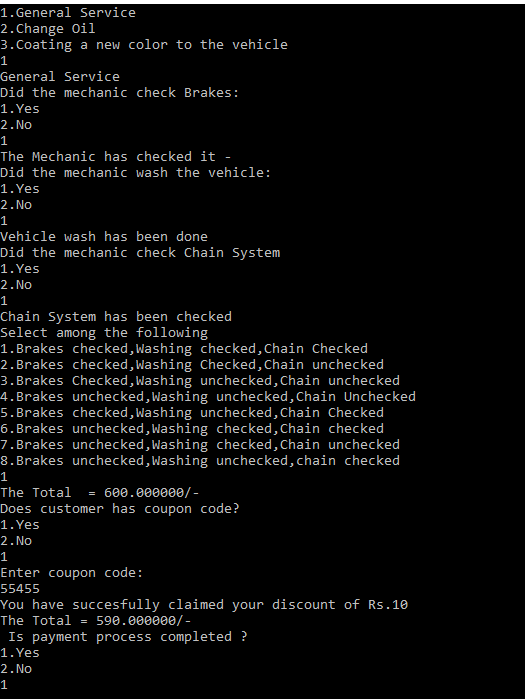 1.General Service
2.Change Oil
3.Coating a new color to the vehicle
1
General Service
Did the mechanic check Brakes:
1.Yes
2.No
1
The Mechanic has checked it -
Did the mechanic wash the vehicle:
1.Yes
2.No
1
Vehicle wash has been done
Did the mechanic check Chain System
1.Yes
2.No
1
Chain System has been checked
Select among the following
1.Brakes checked,Washing checked,Chain Checked
2.Brakes checked,Washing Checked,Chain unchecked
3.Brakes Checked,Washing unchecked,Chain unchecked
4.Brakes unchecked,Washing unchecked,Chain Unchecked
5.Brakes checked,Washing unchecked,Chain Checked
6.Brakes unchecked,Washing checked,Chain checked
7.Brakes unchecked,Washing checked,Chain unchecked
8.Brakes unchecked,Washing unchecked,chain checked
1
The Total  = 600.000000/-
Does customer has coupon code?
1.Yes
2.No
1
Enter coupon code:
55455
You have succesfully claimed your discount of Rs.10
The Total = 590.000000/-
 Is payment process completed ?
1.Yes
2.No
1